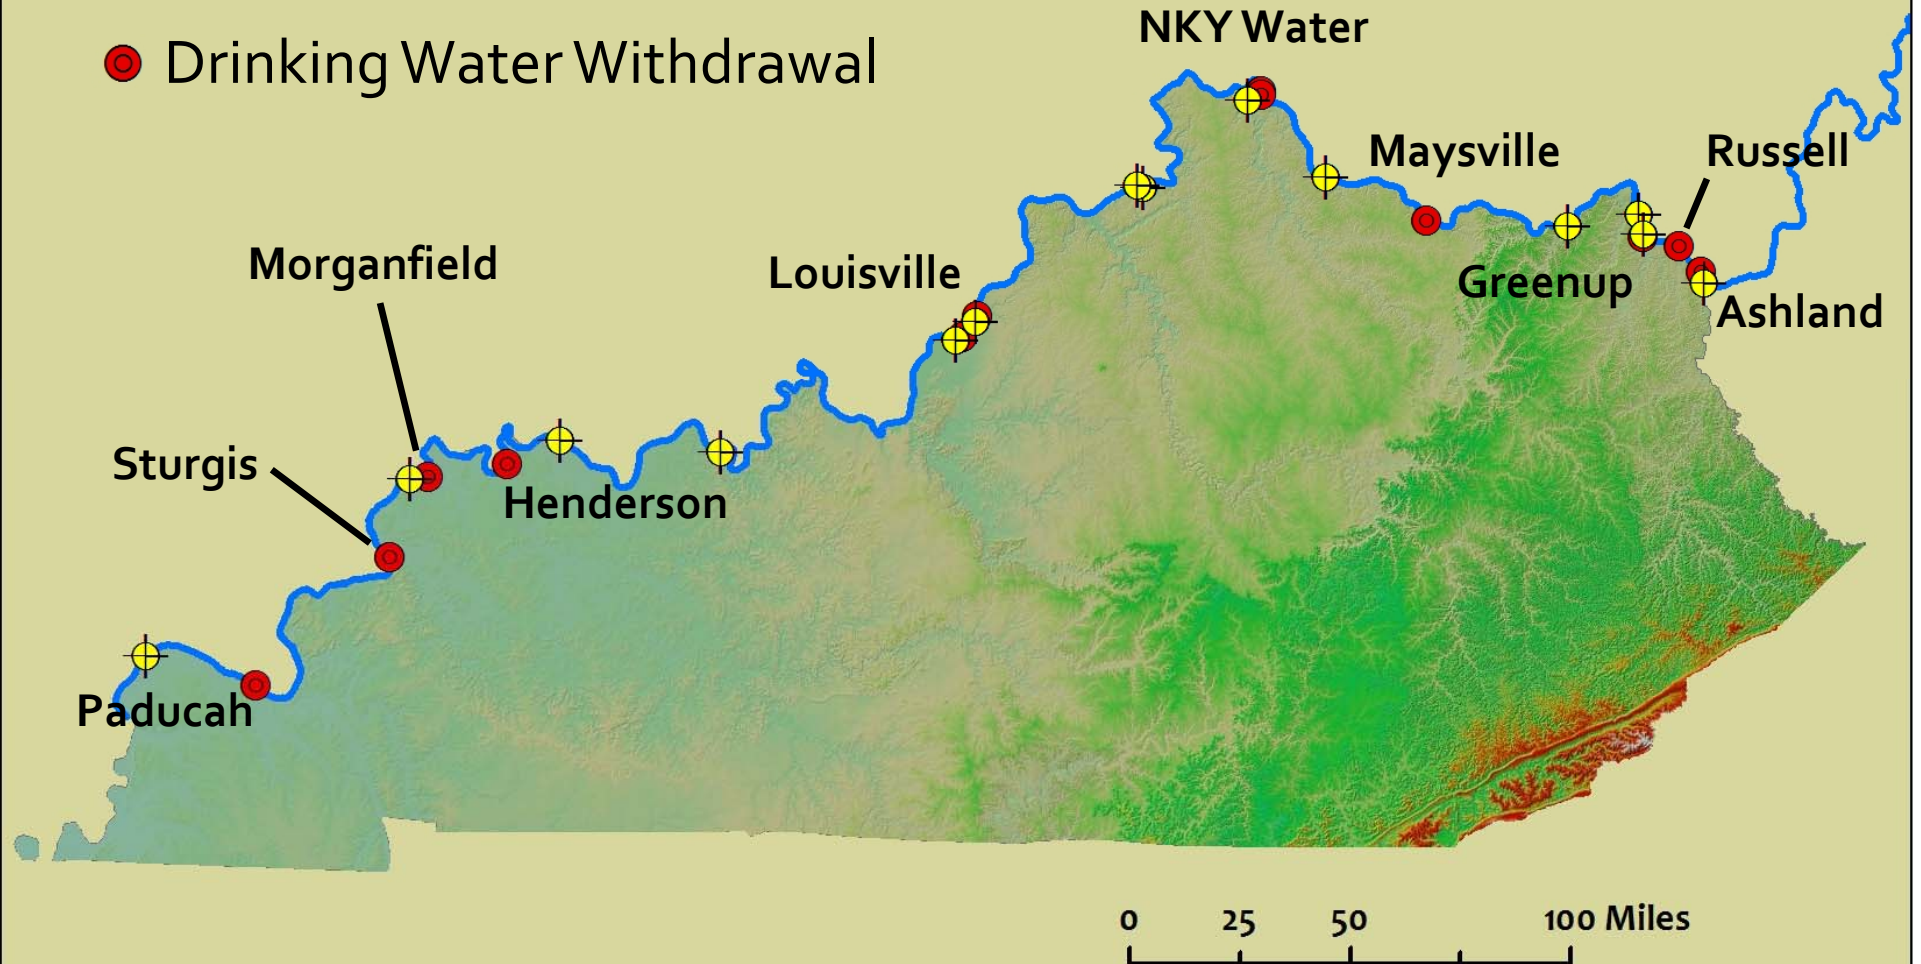 NKY Water
Drinking Water Withdrawal
Maysville
Russell
Morganfield
Louisville
Greenup
Ashland
Sturgis
Henderson
Paducah
0 25 50 100 Miles